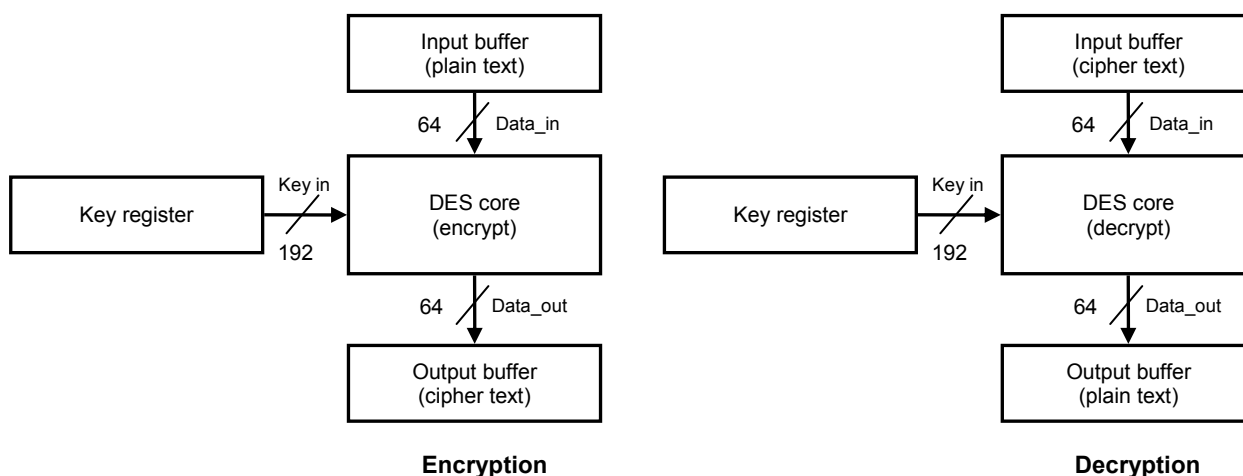 Input buffer
(plain text)
64
Data_in
Key register
Key in
192
DES core
(encrypt)
64
Data_out
Output buffer
(cipher text)
Encryption
Input buffer
(cipher text)
64
Data_in
Key register
Key in
192
DES core
(decrypt)
64
Data_out
Output buffer
(plain text)
Decryption